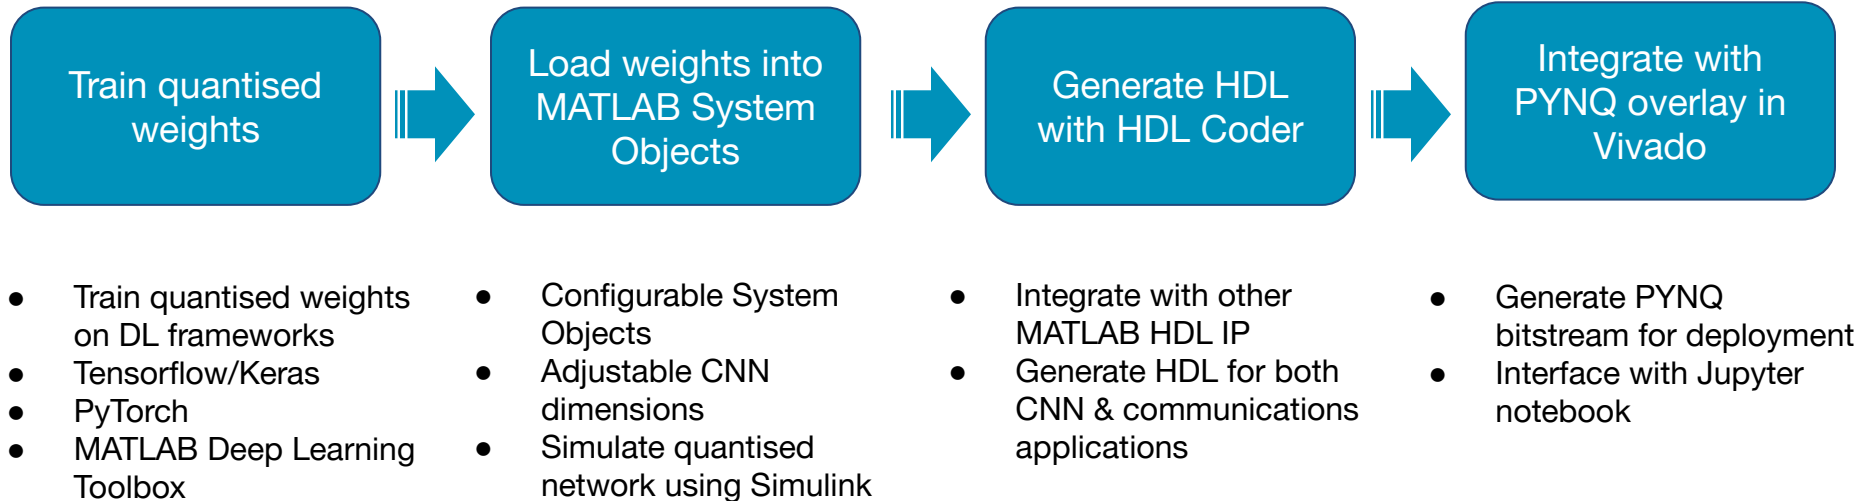 Train quantised
weights
Load weights into
MATLAB System
Objects
Generate HDL
with HDL Coder
Integrate with
PYNQ overlay in
Vivado
● Train quantised weights
on DL frameworks
● Tensorflow/Keras
● PyTorch
● MATLAB Deep Learning
Toolbox
● Configurable System
Objects
● Adjustable CNN
dimensions
● Simulate quantised
network using Simulink
● Integrate with other
MATLAB HDL IP
● Generate HDL for both
CNN & communications
applications
● Generate PYNQ
bitstream for deployment
● Interface with Jupyter
notebook